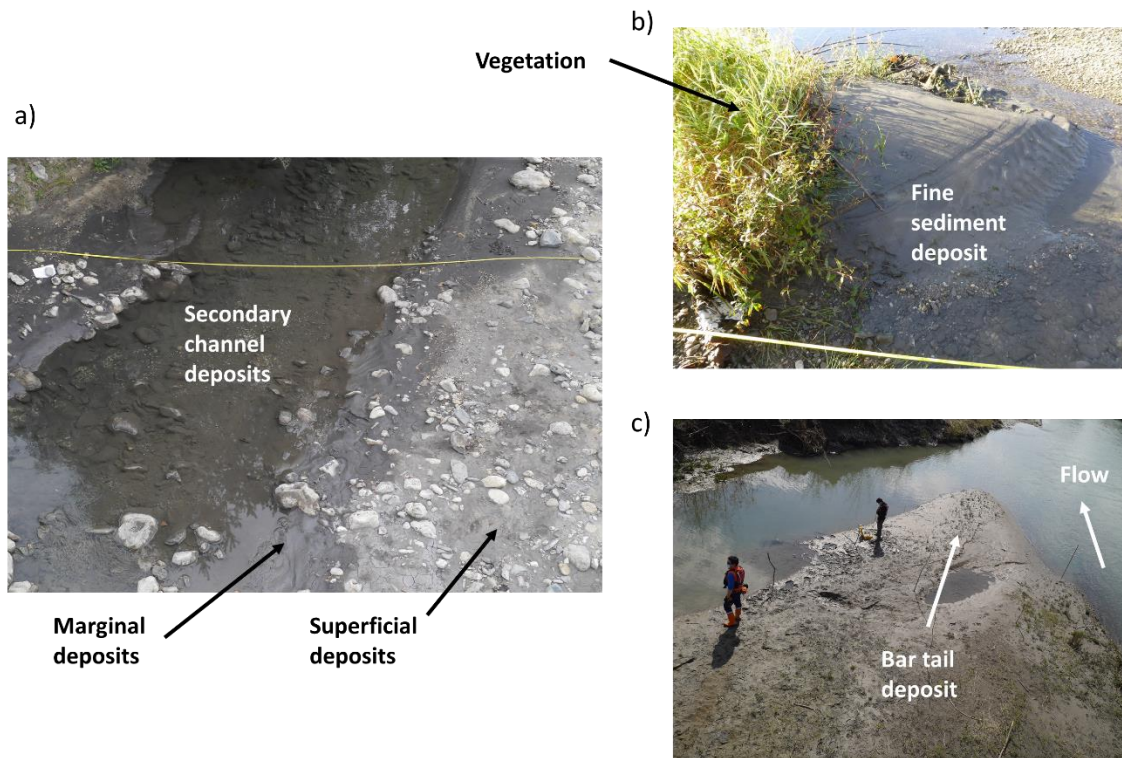 a)
Secondary
channel
deposits
Marginal
deposits
Superficial
deposits
b)
Vegetation
Fine
sediment
deposit
c)
Flow
Bar tail
deposit